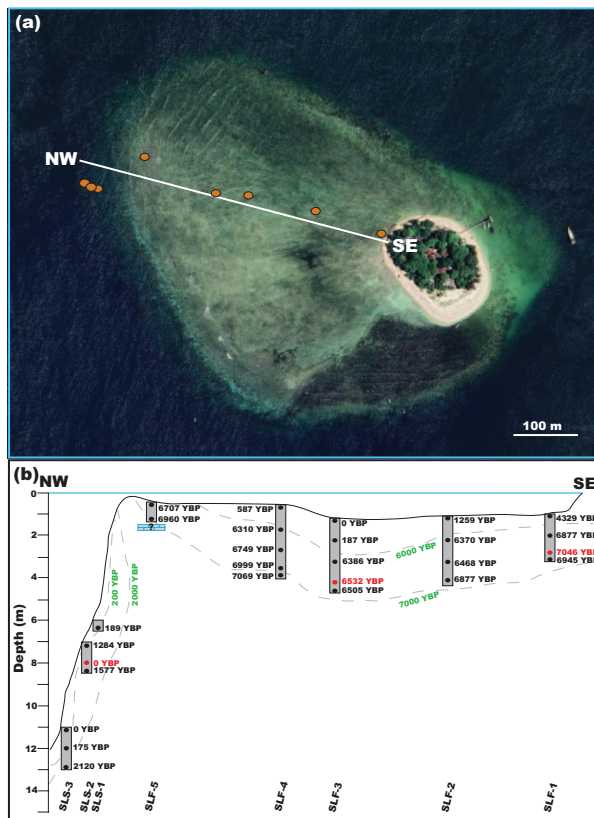 (a)
NW
SE
100 m
(b) NW
SE
0
2
4
6
8
10
12
14
Depth (m)
6707 YBP
6960 YBP
?
587 YBP
6310 YBP
6749 YBP
6999 YBP
7069 YBP
0 YBP
187 YBP
6386 YBP
6532 YBP
6505 YBP
1259 YBP
6370 YBP
6468 YBP
6877 YBP
4329 YBP
6877 YBP
7046 YBP
6945 YBP
6000 YBP
7000 YBP
200 YBP
2000 YBP
189 YBP
1284 YBP
0 YBP
1577 YBP
0 YBP
175 YBP
2120 YBP
SLS-3
SLS-2
SLS-1
SLF-5
SLF-4
SLF-3
SLF-2
SLF-1